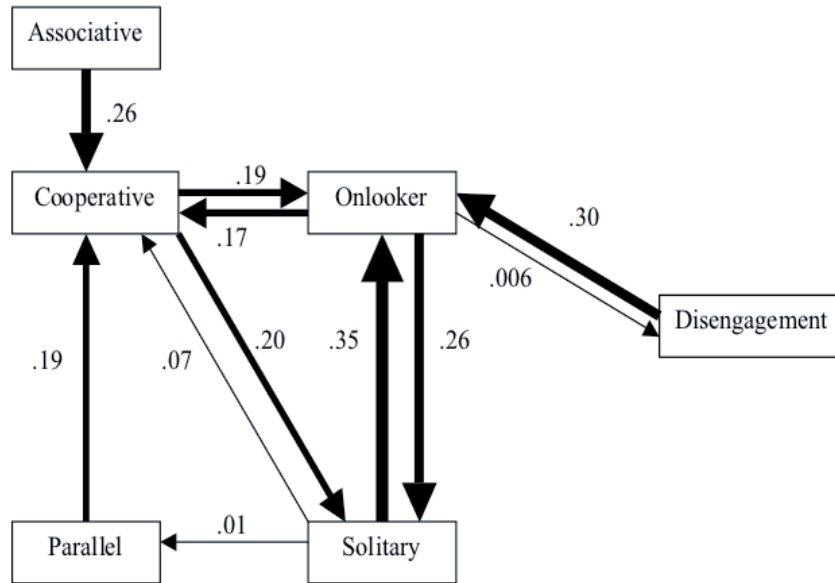 Associative
.26
Cooperative
.19
Onlooker
.17
.30
.006
Disengagement
.19
.07
.20
.35
.26
.01
Parallel
Solitary